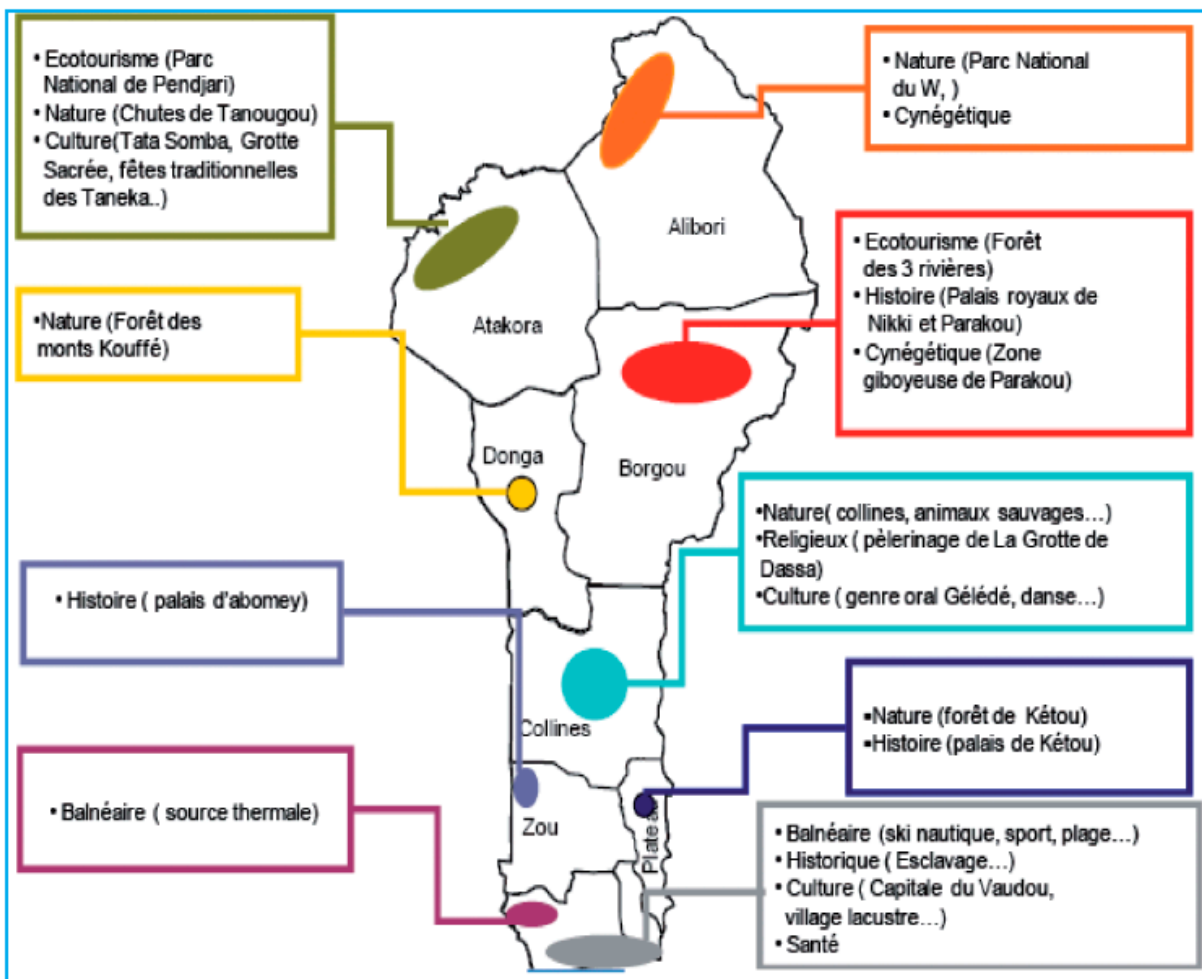 • Ecotourisme (Parc
National de Pendjari)
• Nature (Chutes de Tanougou)
• Culture(Tata Somba, Grotte
Sacrée, fêtes traditionnelles
des Taneka..)
• Nature (Parc National
du W, )
• Cynégétique
Alibori
• Ecotourisme (Forêt
des 3 rivières)
• Histoire (Palais royaux de
Nikki et Parakou)
• Cynégétique (Zone
giboyeuse de Parakou)
Atakora
•Nature (Forêt des
monts Kouffé)
Donga
Borgou
•Nature( collines, animaux sauvages…)
•Religieux ( pèlerinage de La Grotte de
Dassa)
•Culture ( genre oral Gélédé, danse…)
• Histoire ( palais d'abomey)
Collines
▪Nature (forêt de Kétou)
▪Histoire (palais de Kétou)
• Balnéaire ( source thermale)
Zou
Plateau
• Balnéaire (ski nautique, sport, plage…)
• Historique ( Esclavage…)
• Culture ( Capitale du Vaudou,
village lacustre…)
• Santé